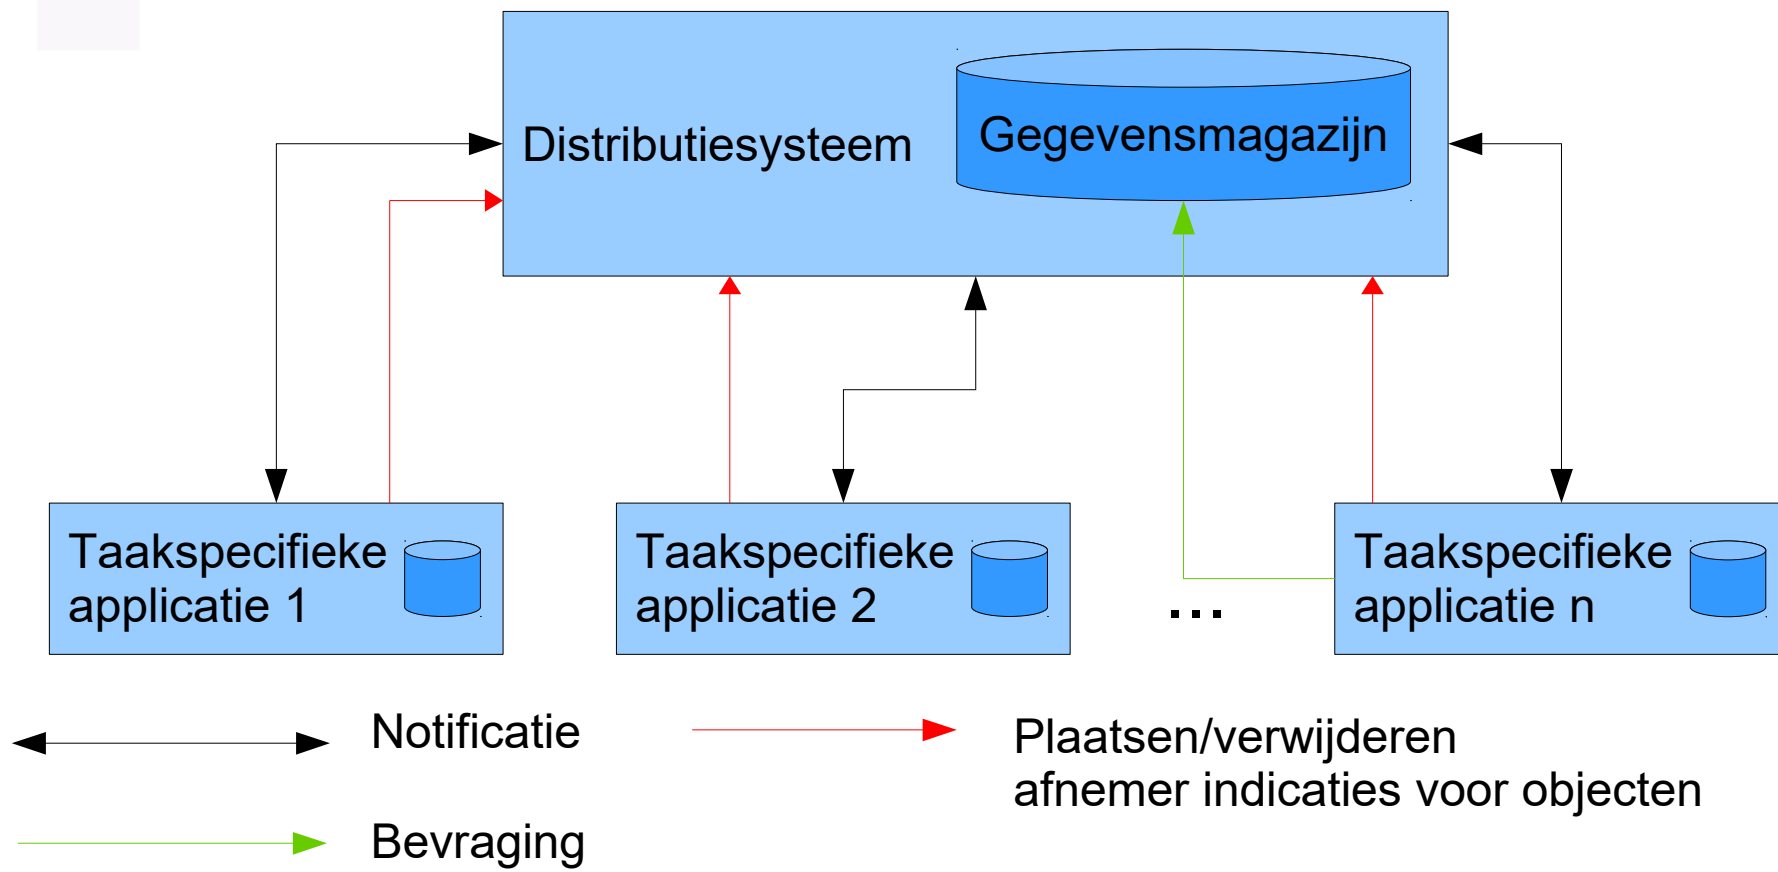 Distributiesysteem
Gegevensmagazijn
Taakspecifieke
applicatie 1
Taakspecifieke
applicatie 2
...
Taakspecifieke
applicatie n
Notificatie
Plaatsen/verwijderen
afnemer indicaties voor objecten
Bevraging